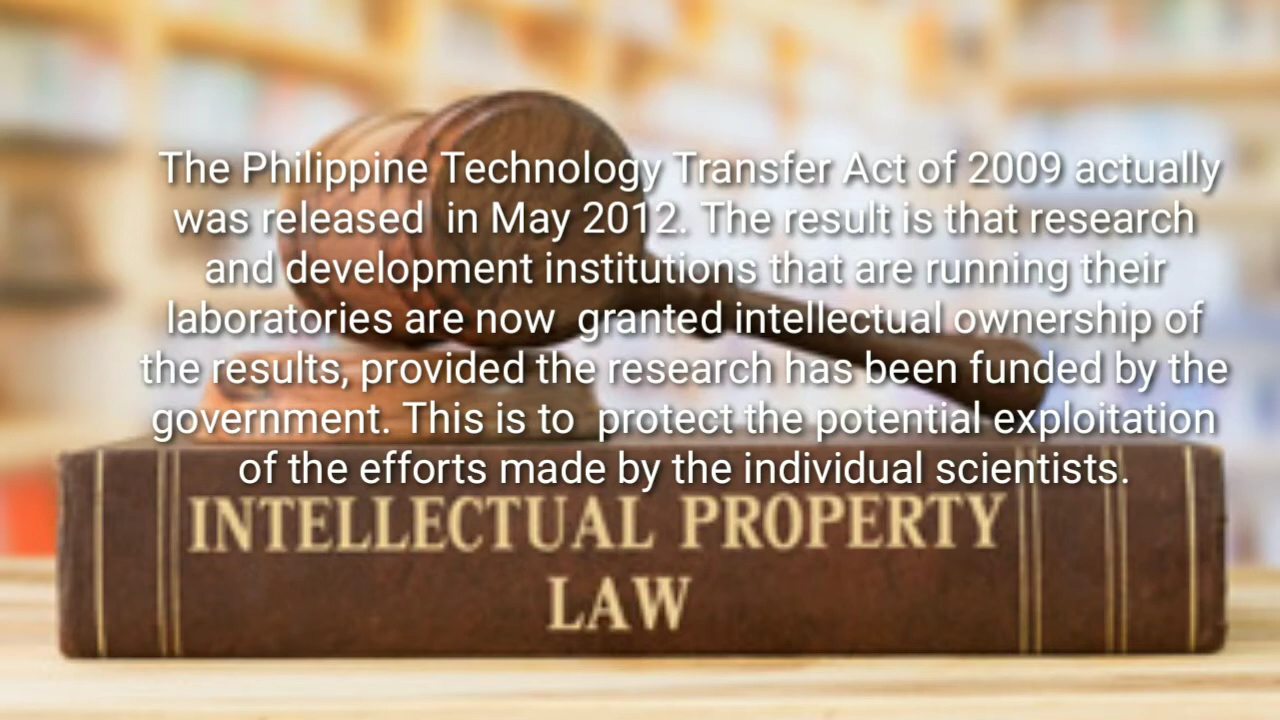 The Philippine Technology Transfer Act of 2009 actually
was released in May 2012. The result is that research
and development institutions that are running their
laboratories are now granted intellectual ownership of
the results, provided the research has been funded by the
government. This is to protect the potential exploitation
of the efforts made by the individual scientists.
INTELLECTUAL PROPERTY
LAW